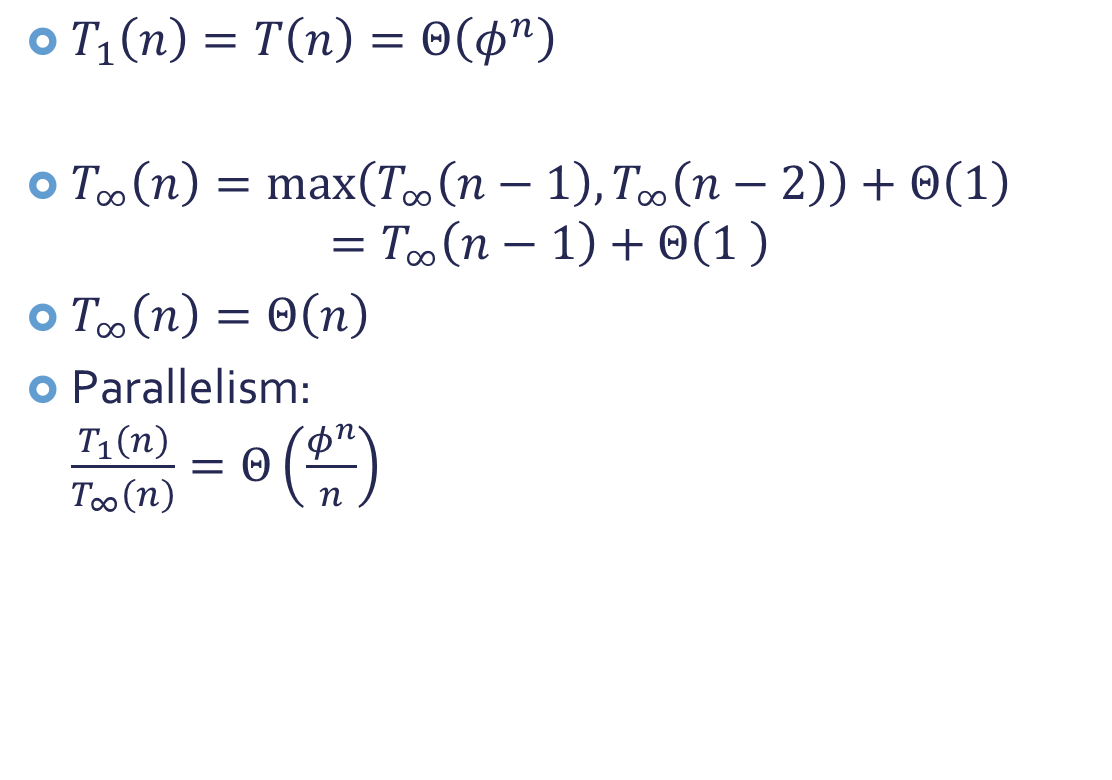 T₁(n) = T(n) = Θ(ϕⁿ)
T∞(n) = max(T∞(n − 1), T∞(n − 2)) + Θ(1)
= T∞(n − 1) + Θ(1 )
T∞(n) = Θ(n)
Parallelism:
T₁(n)/T∞(n) = Θ(ϕⁿ/n)